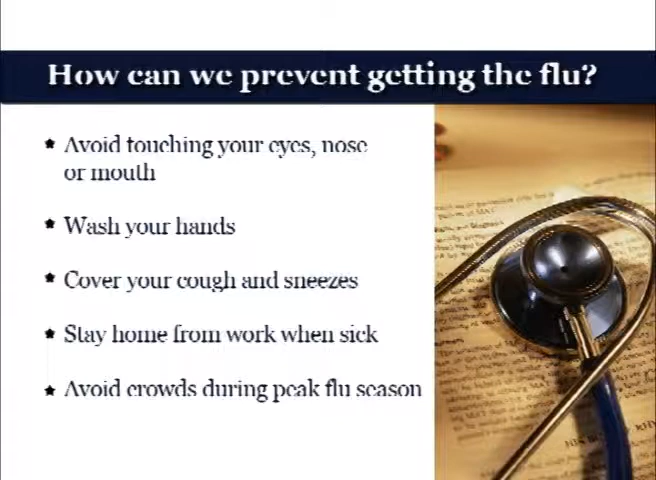 How can we prevent getting the flu?
Avoid touching your eyes, nose
or mouth
Wash your hands
Cover your cough and sneezes
Stay home from work when sick
Avoid crowds during peak flu season